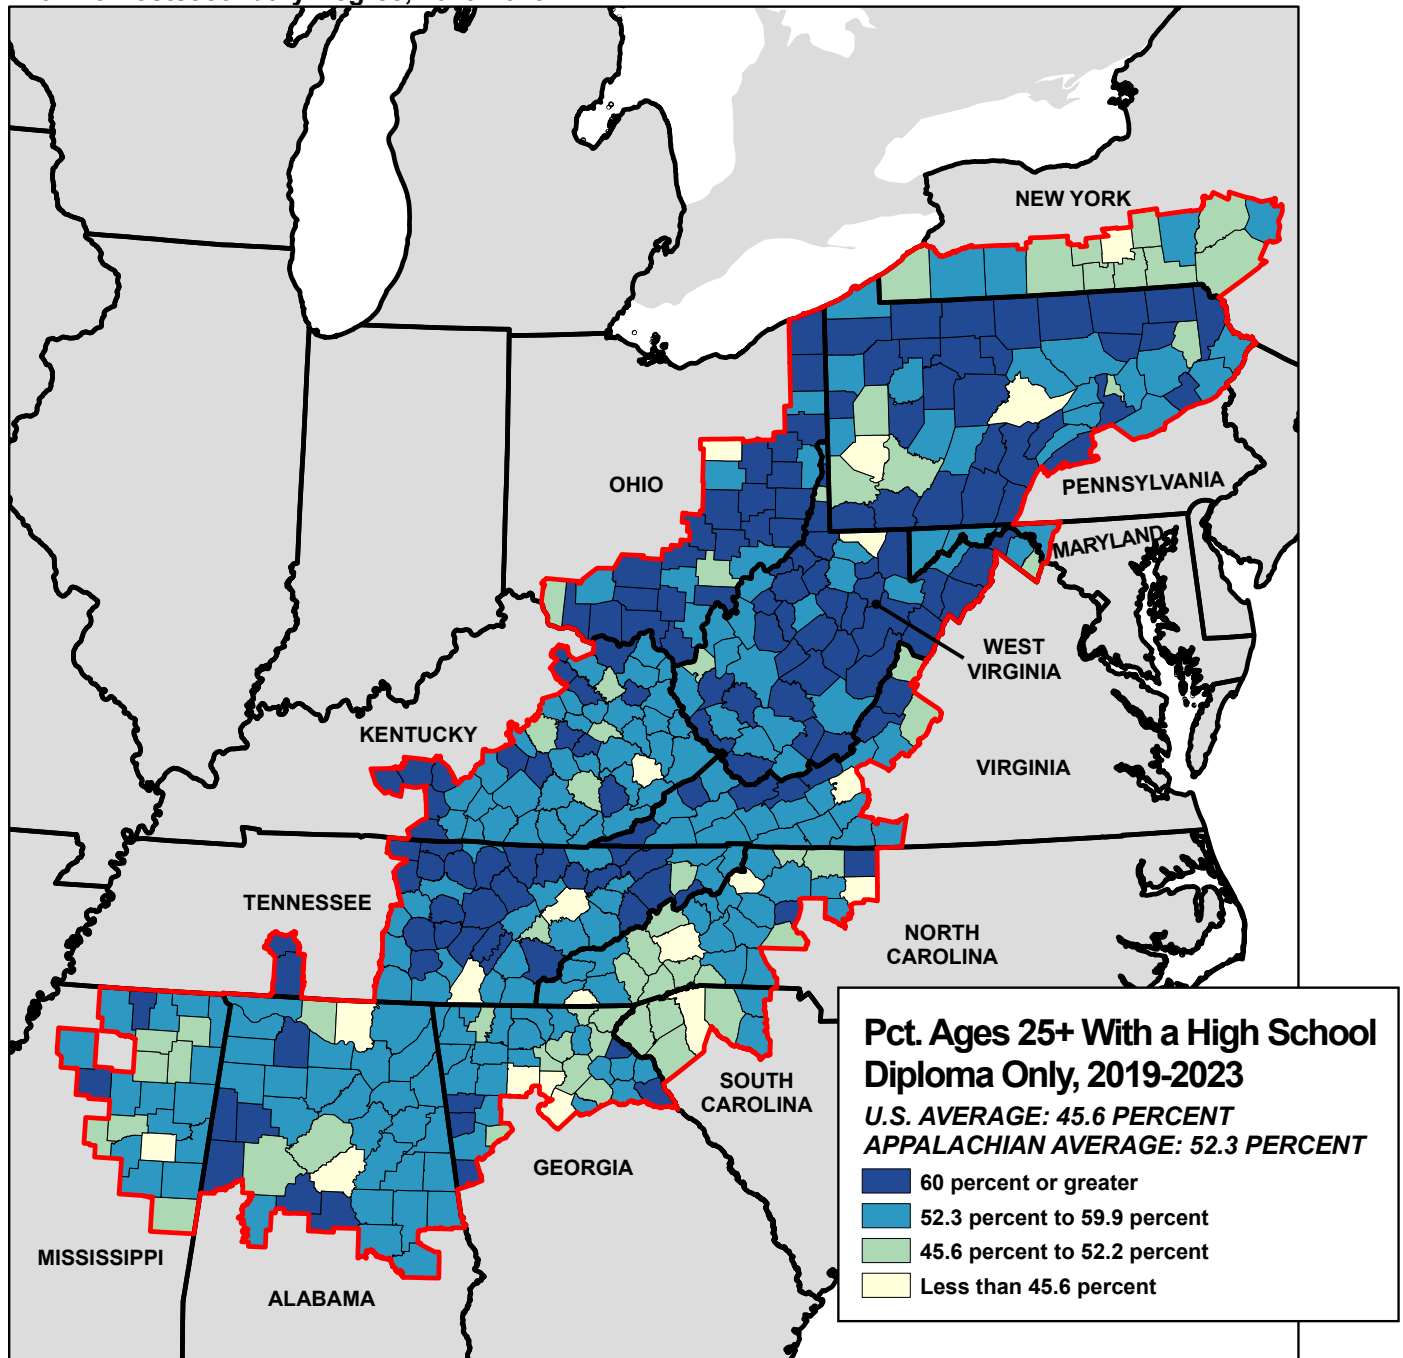 NEW YORK
OHIO
PENNSYLVANIA
MARYLAND
WEST
VIRGINIA
KENTUCKY
VIRGINIA
TENNESSEE
NORTH
CAROLINA
SOUTH
CAROLINA
GEORGIA
MISSISSIPPI
ALABAMA
Pct. Ages 25+ With a High School
Diploma Only, 2019-2023
U.S. AVERAGE: 45.6 PERCENT
APPALACHIAN AVERAGE: 52.3 PERCENT
60 percent or greater
52.3 percent to 59.9 percent
45.6 percent to 52.2 percent
Less than 45.6 percent